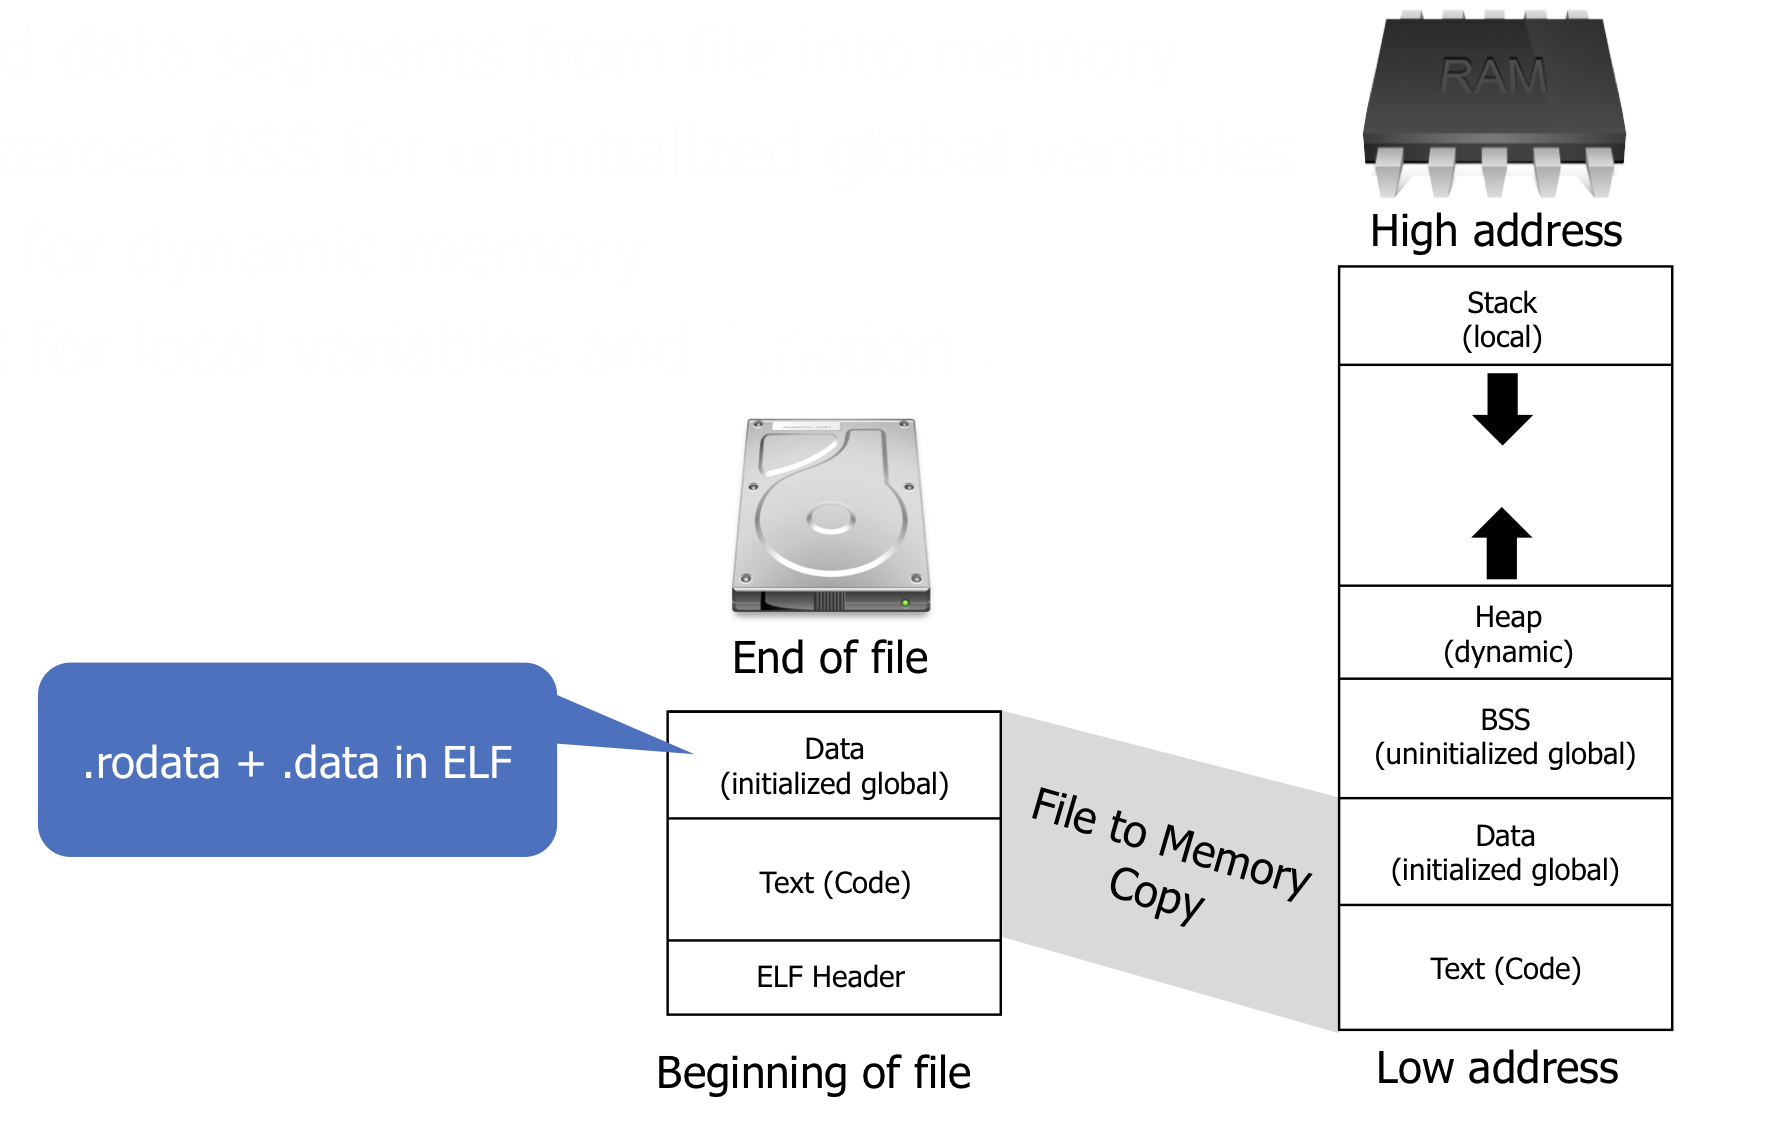 d data segments from file into memory
zeroes BSS for uninitialized global variables
for dynamic memory
for local variables and
RAM
High address
Stack
(local)
End of file
Heap
(dynamic)
.rodata + .data in ELF
Data
(initialized global)
BSS
(uninitialized global)
File to Memory
Copy
Text (Code)
Data
(initialized global)
ELF Header
Text (Code)
Beginning of file
Low address